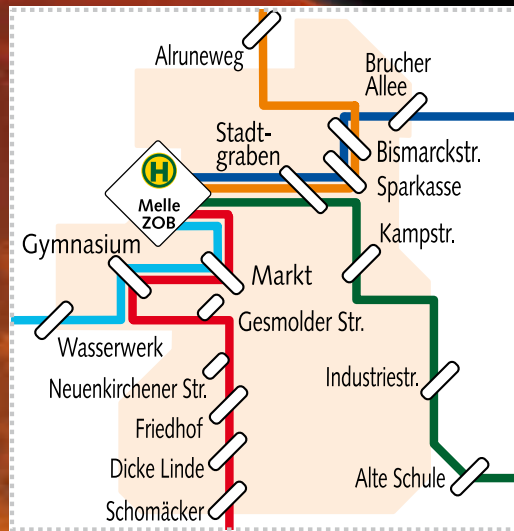 Alruneweg
Brucher
Allee
Stadt-
graben
Bismarckstr.
Sparkasse
H
Melle
ZOB
Kampstr.
Gymnasium
Markt
Gesmolder Str.
Wasserwerk
Neuenkirchener Str.
Industriestr.
Friedhof
Dicke Linde
Alte Schule
Schomäcker